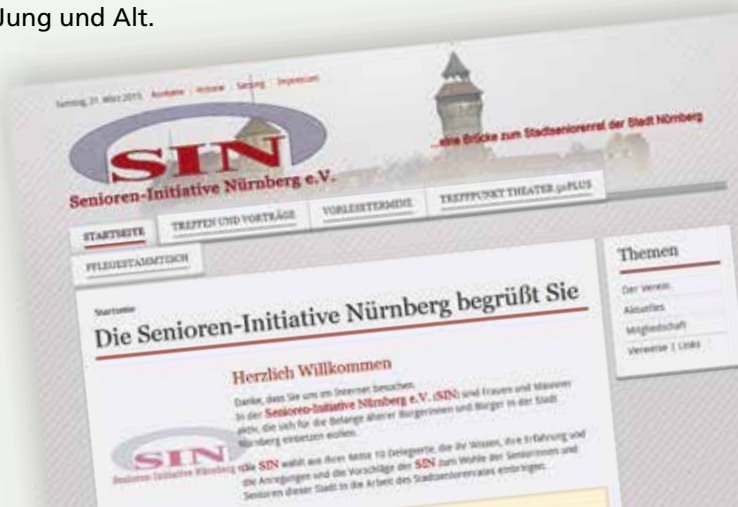 Jung und Alt.
31. März 2015 Kontakte | | Satzung | Impressum
SIN
Senioren-Initiative Nürnberg e.V.
...eine Brücke zum Stadtseniorenrat der Stadt Nürnberg
STARTSEITE
TREFFEN UND VORTRÄGE
VORLESETERMINE
TREFFPUNKT THEATER 50PLUS
PFLEGESTAMMTISCH
Startseite
Die Senioren-Initiative Nürnberg begrüßt Sie
Themen
Der Verein
Aktuelles
Mitgliedschaft
Verweise | Links
Herzlich Willkommen
Danke, dass Sie uns im Internet besuchen.
In der Senioren-Initiative Nürnberg e.V. (SIN) sind Frauen und Männer
aktiv, die sich für die Belange älterer Bürgerinnen und Bürger in der Stadt
Nürnberg einsetzen wollen.
SIN
Senioren-Initiative Nürnberg
Die SIN wählt aus ihrer Mitte 10 Delegierte, die ihr Wissen, ihre Erfahrung und
die Anregungen und die Vorschläge der SIN zum Wohle der Seniorinnen und
Senioren dieser Stadt in die Arbeit des Stadtseniorenrates einbringen.